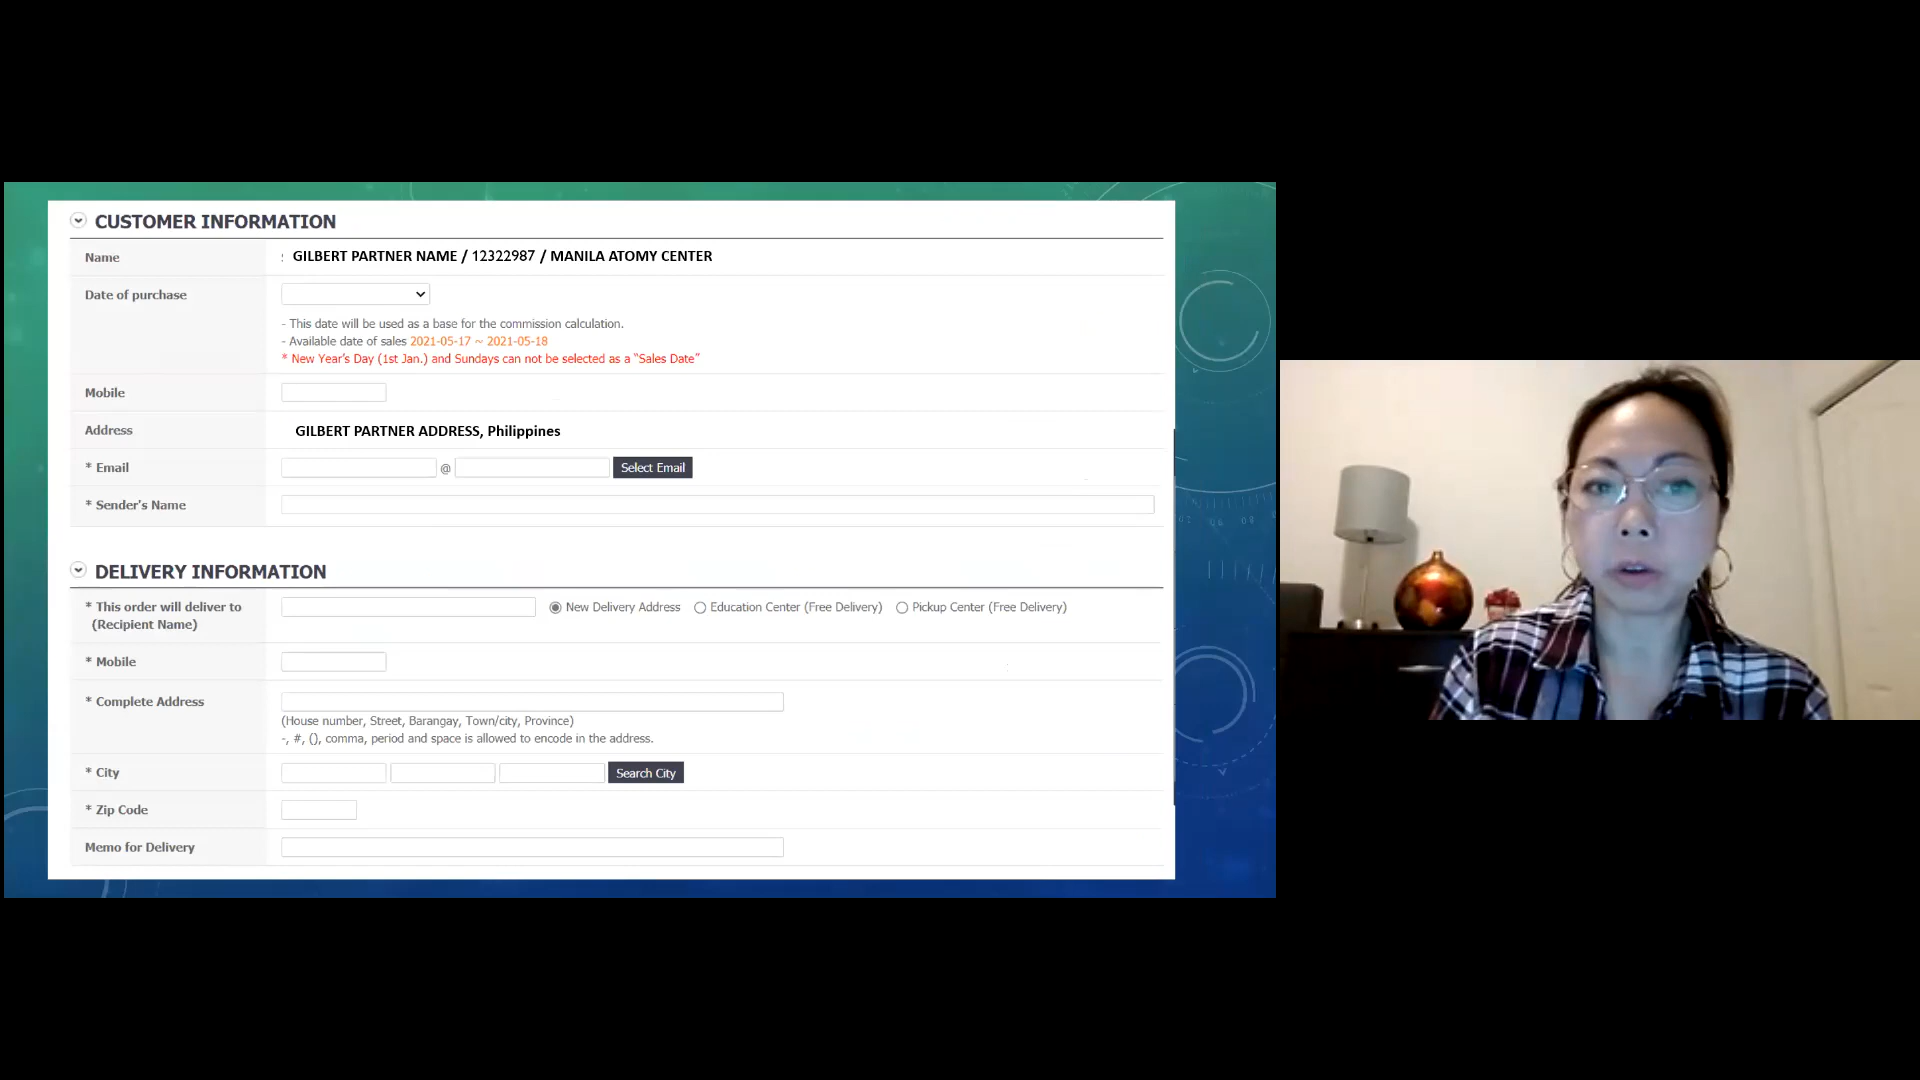 CUSTOMER INFORMATION
Name
GILBERT PARTNER NAME / 12322987 / MANILA ATOMY CENTER
Date of purchase
- This date will be used as a base for the commission calculation.
- Available date of sales 2021-05-17 ~ 2021-05-18
* New Year's Day (1st Jan.) and Sundays can not be selected as a "Sales Date"
Mobile
Address
GILBERT PARTNER ADDRESS, Philippines
* Email
@
Select Email
* Sender's Name
DELIVERY INFORMATION
* This order will deliver to
(Recipient Name)
New Delivery Address
Education Center (Free Delivery)
Pickup Center (Free Delivery)
* Mobile
* Complete Address
(House number, Street, Barangay, Town/city, Province)
-, #, (), comma, period and space is allowed to encode in the address.
* City
Search City
* Zip Code
Memo for Delivery